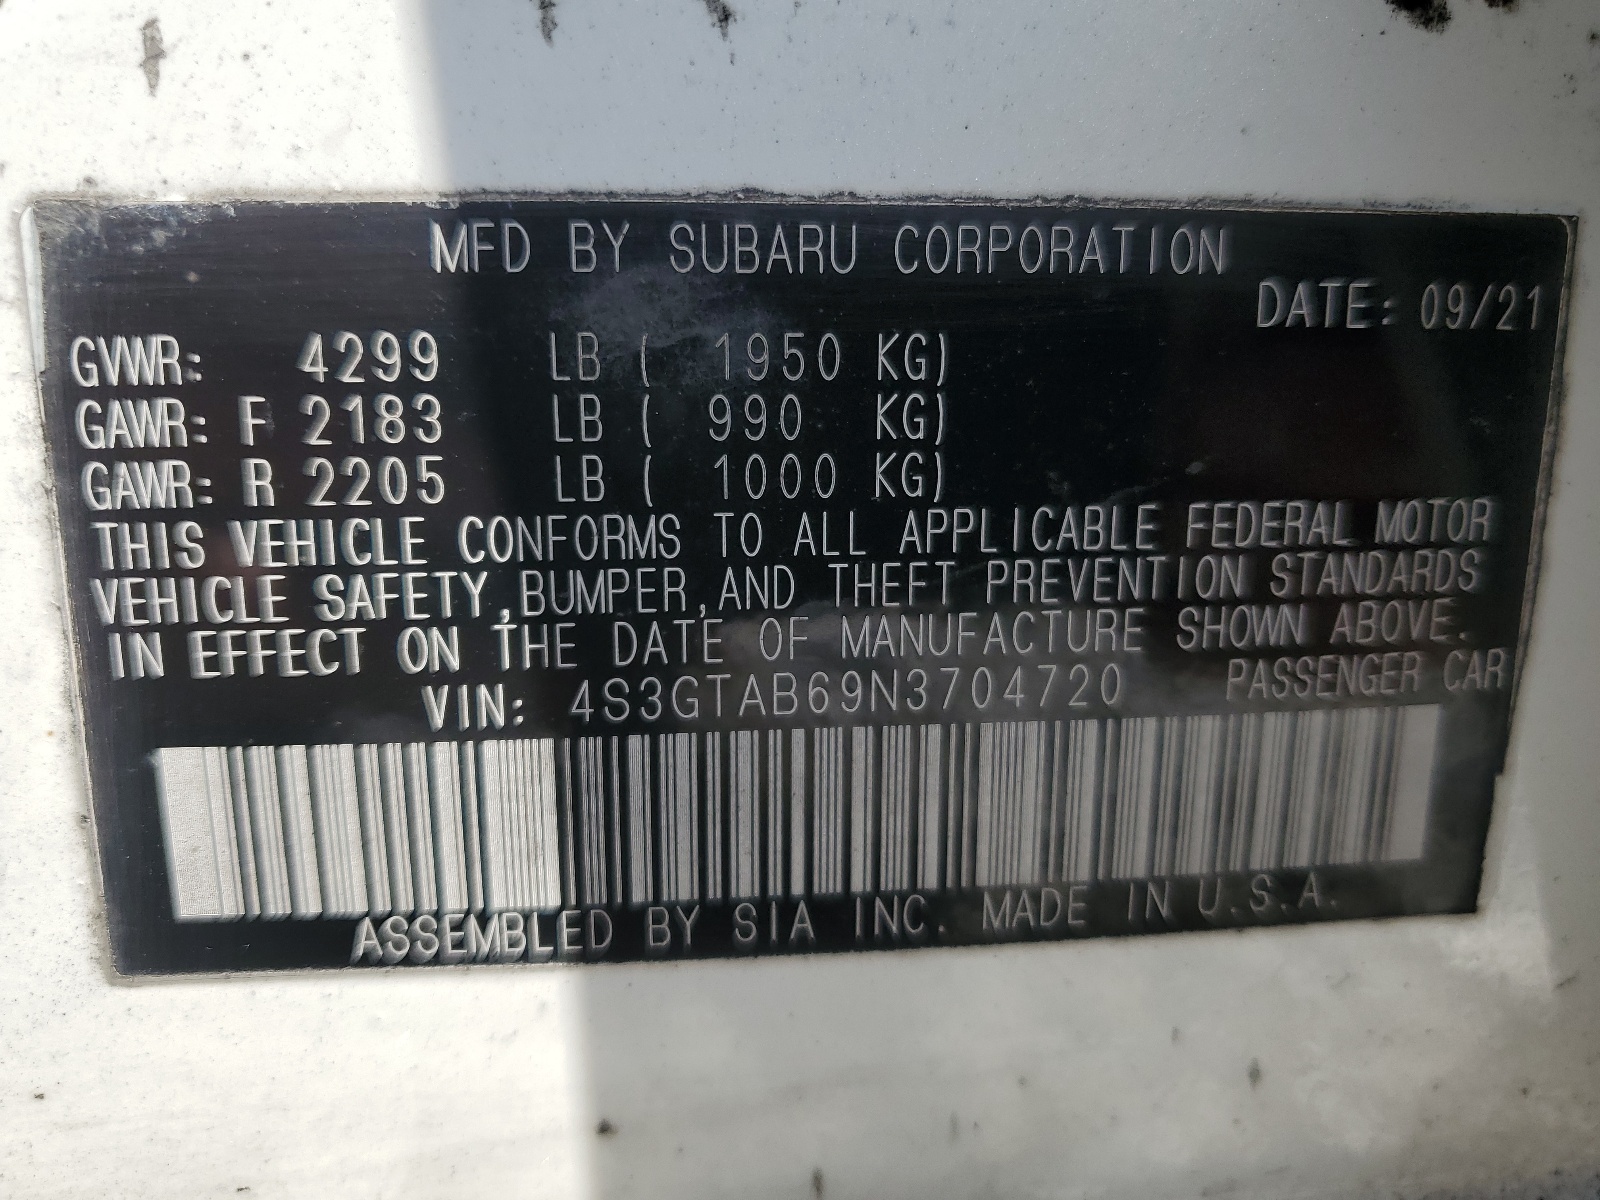 MFD BY SUBARU CORPORATION
DATE: 09/21
GVWR: 4299 LB ( 1950 KG)
GAWR: F 2183 LB ( 990 KG)
GAWR: R 2205 LB ( 1000 KG)
THIS VEHICLE CONFORMS TO ALL APPLICABLE FEDERAL MOTOR
VEHICLE SAFETY,BUMPER,AND THEFT PREVENTION STANDARDS
IN EFFECT ON THE DATE OF MANUFACTURE SHOWN ABOVE.
VIN: 4S3GTAB69N3704720 PASSENGER CAR
ASSEMBLED BY SIA INC. MADE IN U.S.A.